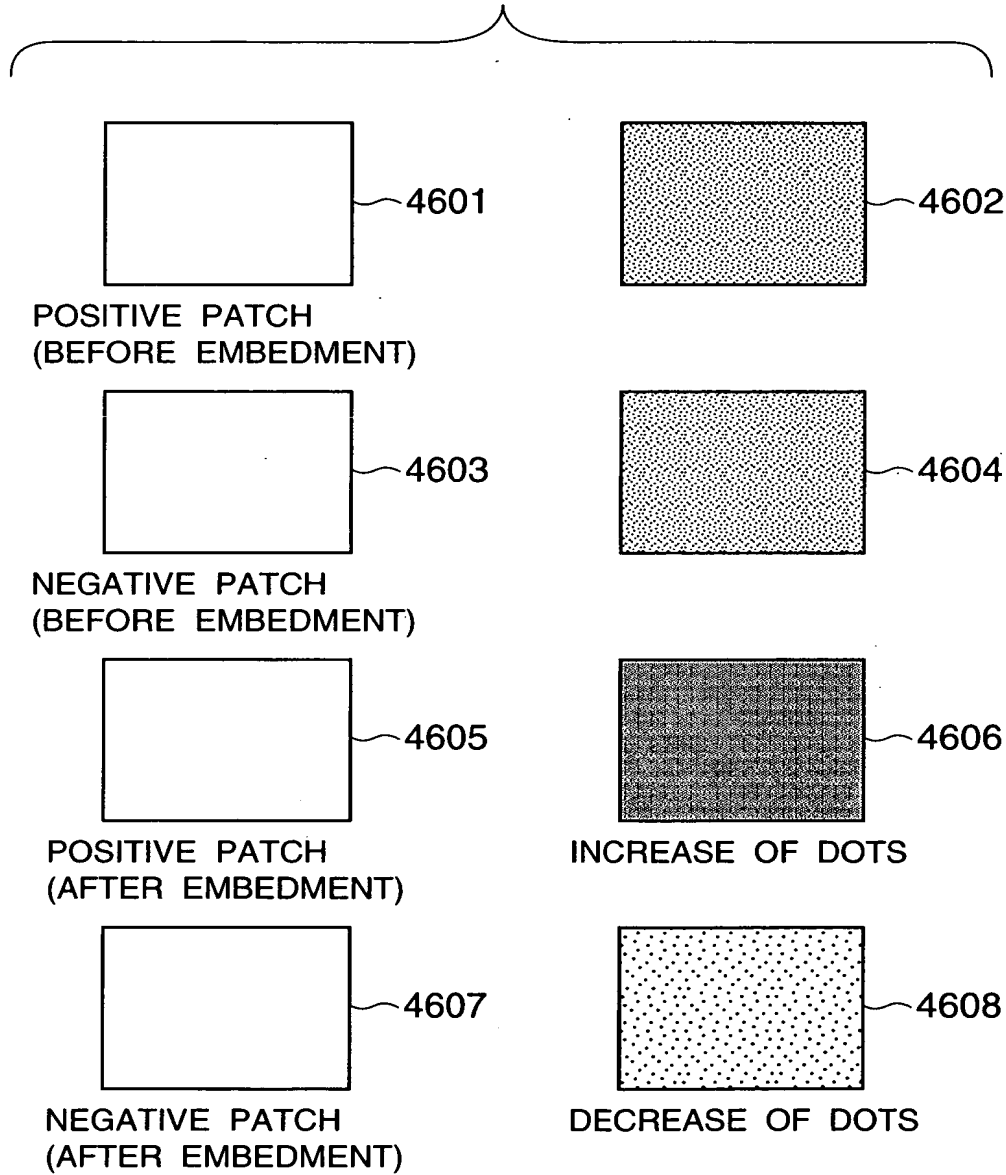 4601
4602
POSITIVE PATCH
(BEFORE EMBEDMENT)
4603
4604
NEGATIVE PATCH
(BEFORE EMBEDMENT)
4605
4606
POSITIVE PATCH
(AFTER EMBEDMENT)
INCREASE OF DOTS
4607
4608
NEGATIVE PATCH
(AFTER EMBEDMENT)
DECREASE OF DOTS